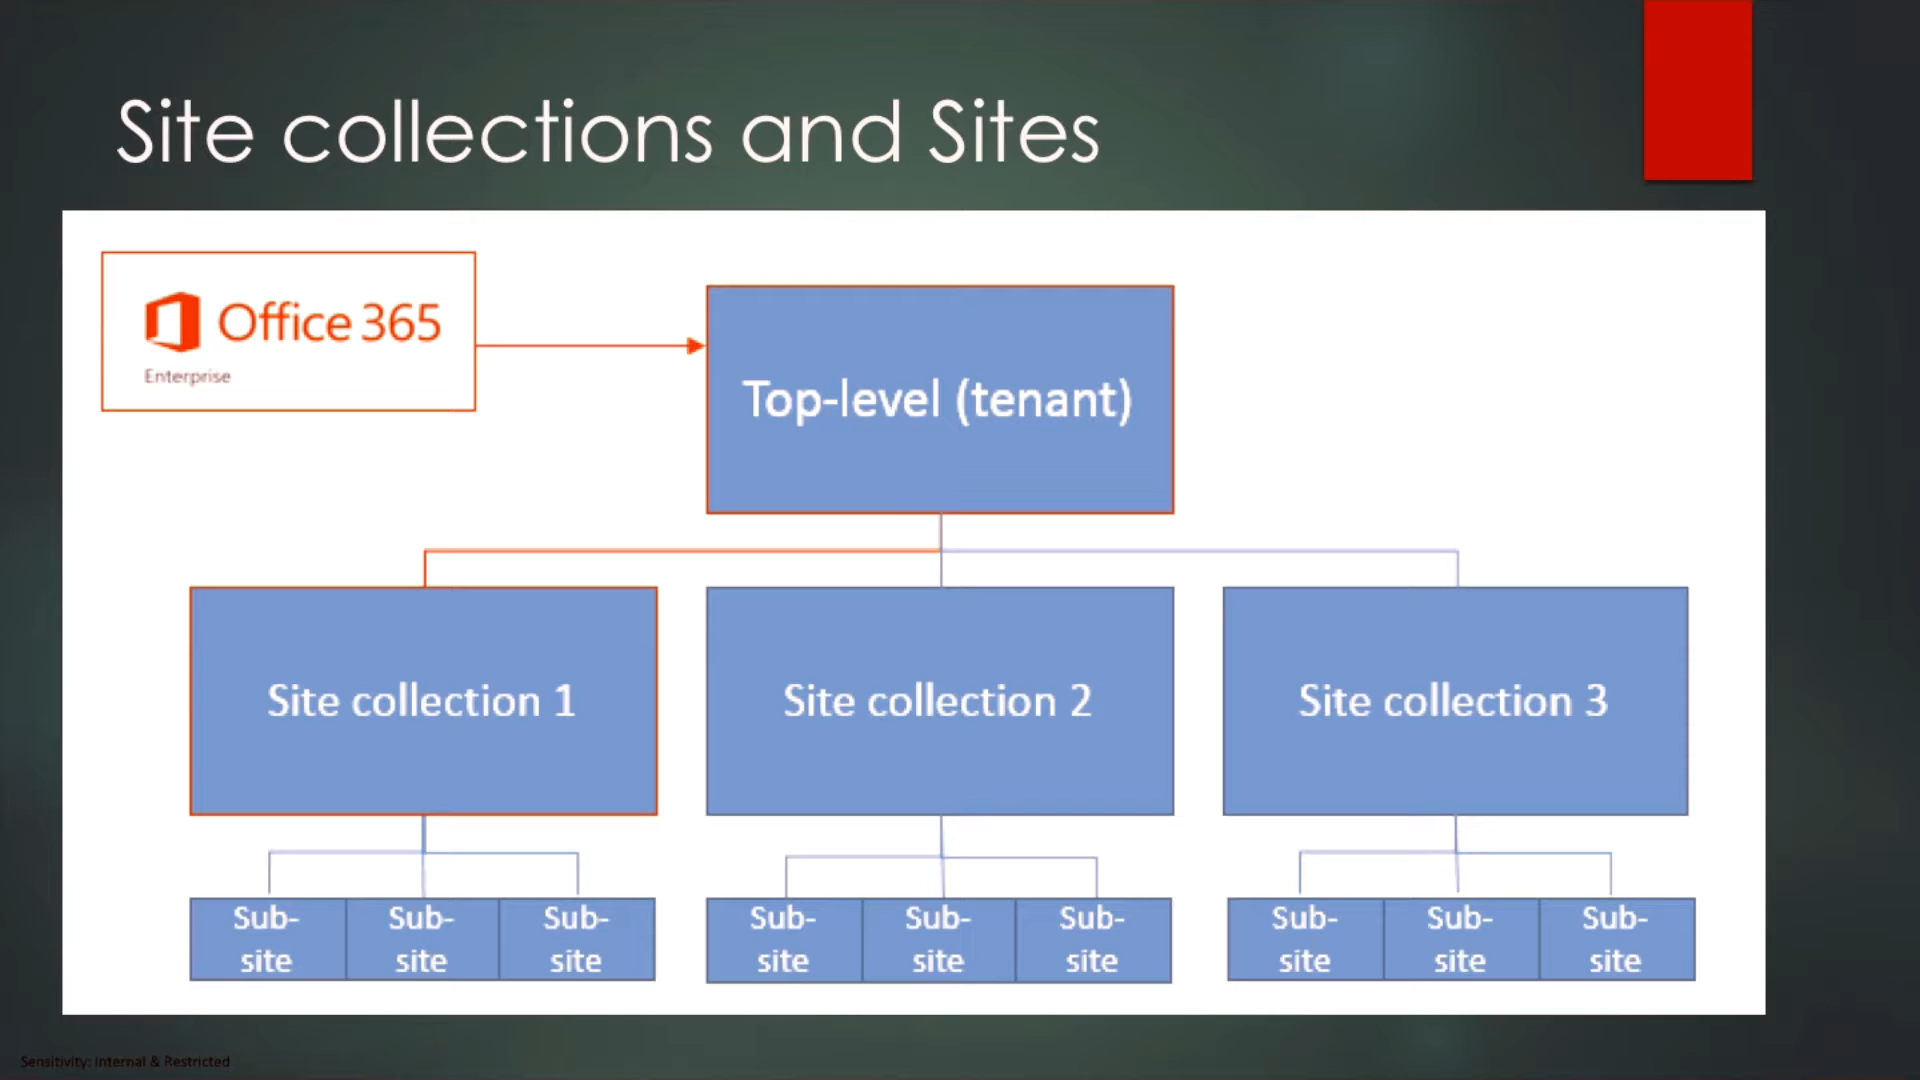 Site collections and Sites
Office 365
Enterprise
Top-level (tenant)
Site collection 1
Site collection 2
Site collection 3
Sub-
site
Sub-
site
Sub-
site
Sub-
site
Sub-
site
Sub-
site
Sub-
site
Sub-
site
Sub-
site
Sensitivity: Internal & Restricted